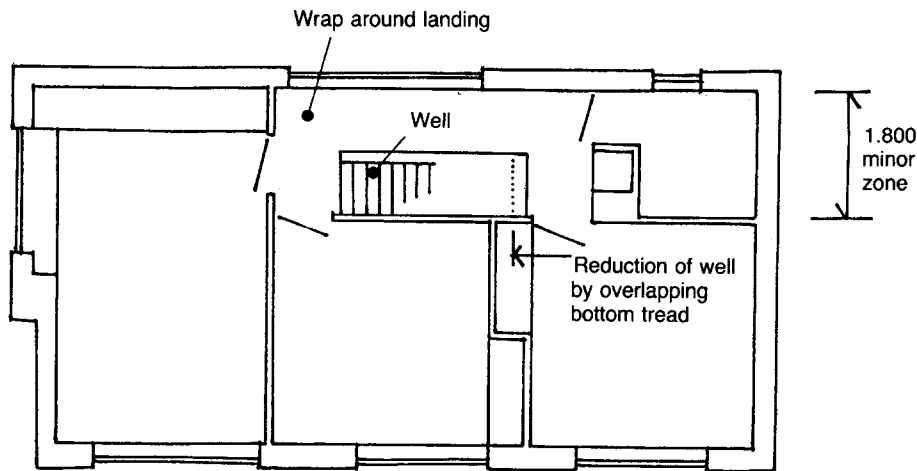 Wrap around landing
Well
1.800
minor
zone
Reduction of well
by overlapping
bottom tread